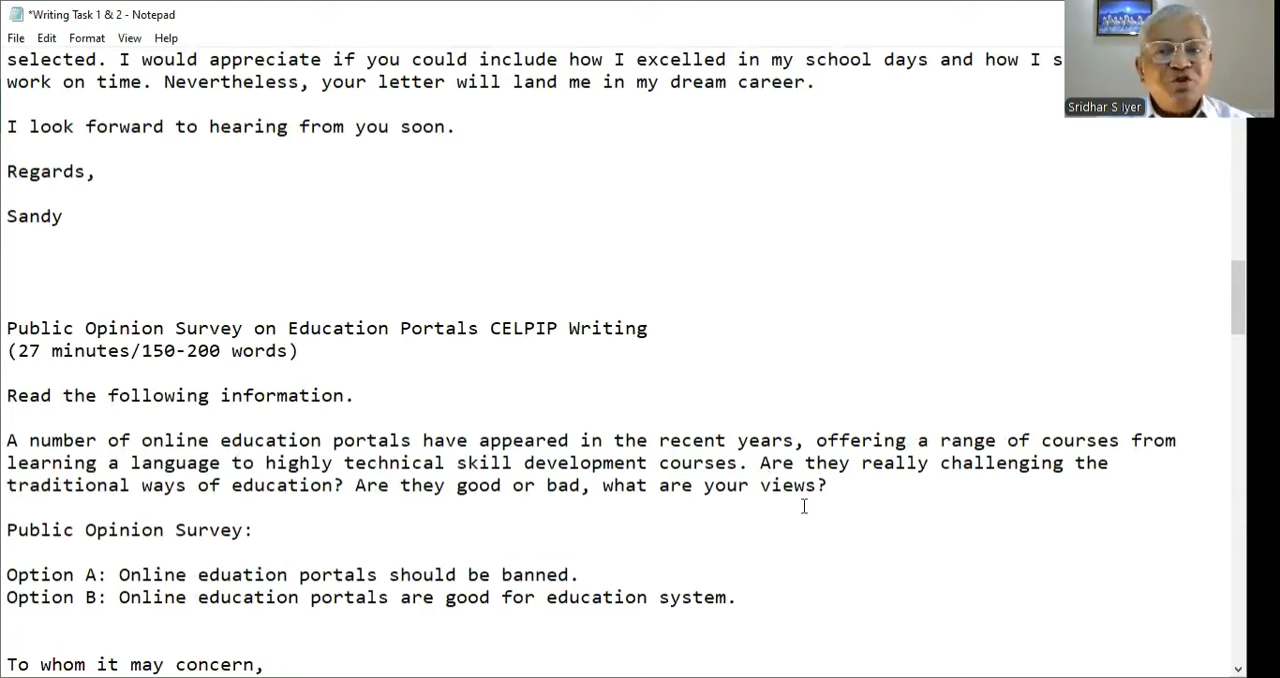 *Writing Task 1 & 2 - Notepad
File Edit Format View Help
selected. I would appreciate if you could include how I excelled in my school days and how I s
work on time. Nevertheless, your letter will land me in my dream career.
I look forward to hearing from you soon.
Regards,
Sandy
Sridhar S Iyer
Public Opinion Survey on Education Portals CELPIP Writing
(27 minutes/150-200 words)
Read the following information.
A number of online education portals have appeared in the recent years, offering a range of courses from
learning a language to highly technical skill development courses. Are they really challenging the
traditional ways of education? Are they good or bad, what are your views?
Public Opinion Survey:
Option A: Online eduation portals should be banned.
Option B: Online education portals are good for education system.
To whom it may concern,